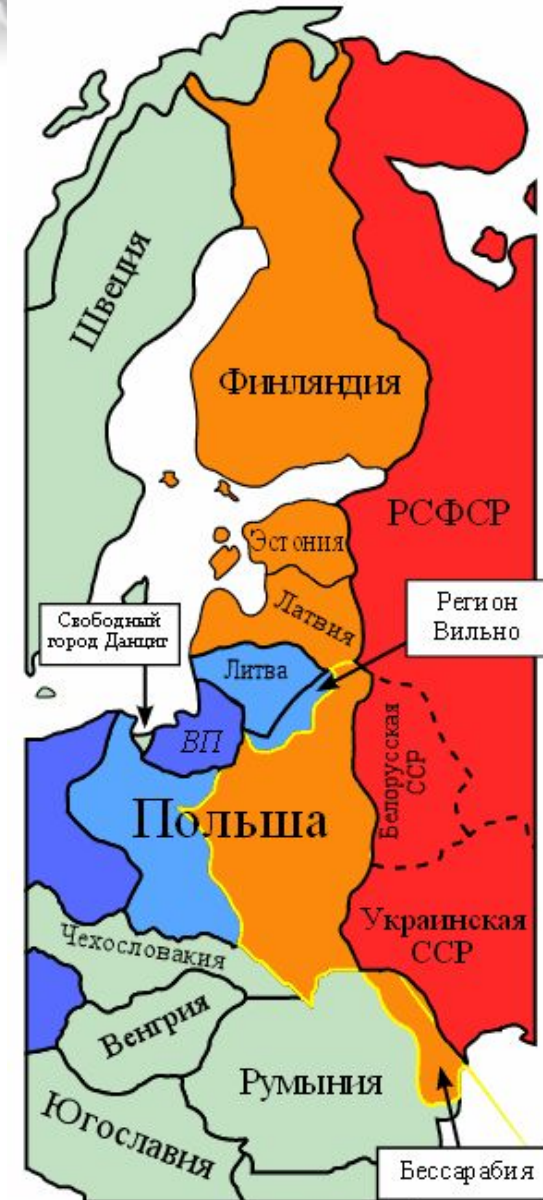 Швеция
Финляндия
РСФСР
Эстония
Латвия
Регион
Вильно
Свободный
город Данциг
Литва
ВП
Белорусская
ССР
Польша
Украинская
ССР
Чехословакия
Венгрия
Румыния
Югославия
Бессарабия